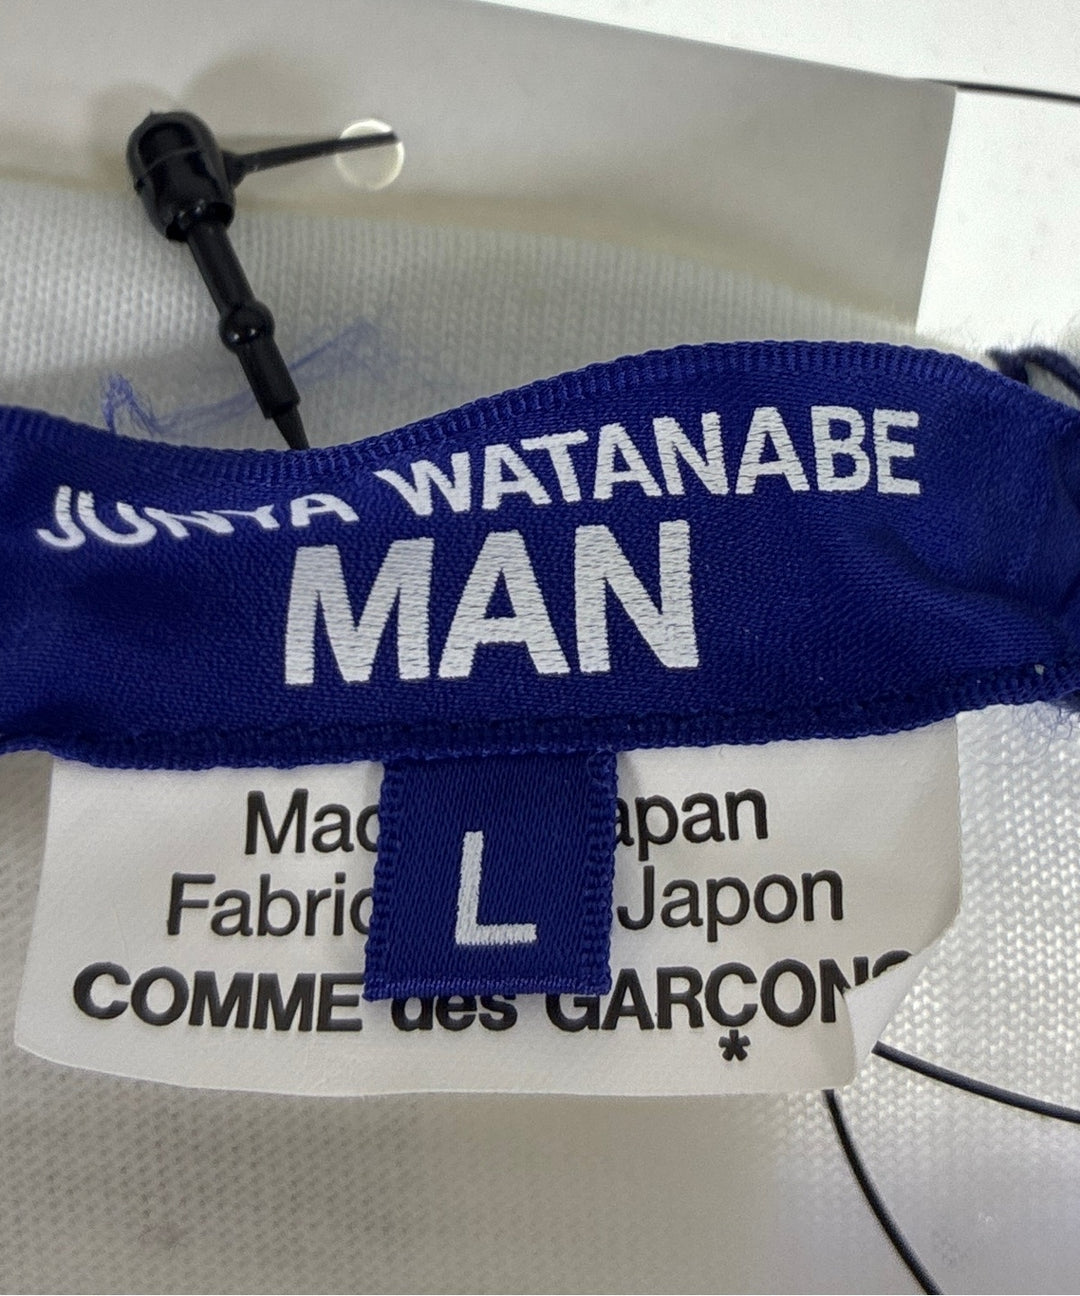 JUNYA WATANABE
MAN
L
Japon
COMME des GARÇONS
*